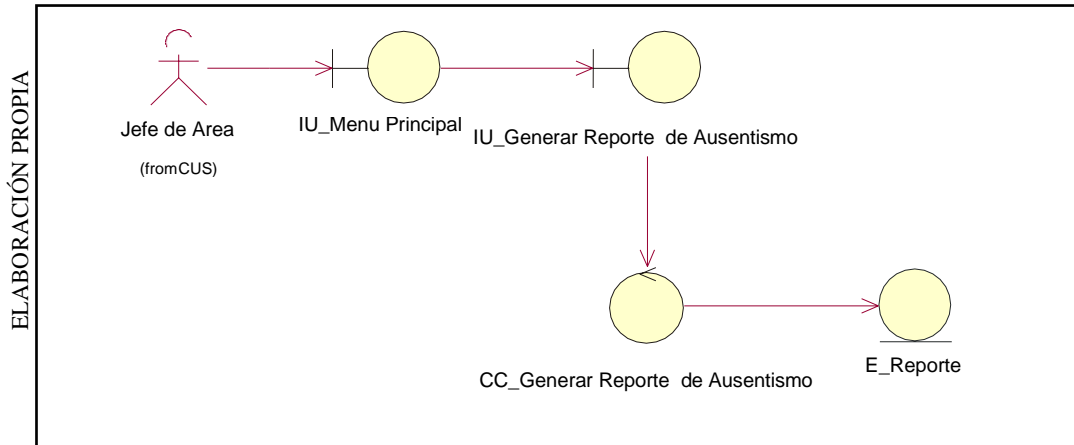 ELABORACIÓN PROPIA
Jefe de Area
(fromCUS)
IU_Menu Principal
IU_Generar Reporte de Ausentismo
CC_Generar Reporte de Ausentismo
E_Reporte